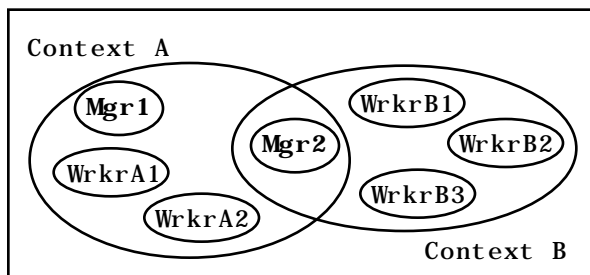 Context A
Mgr1
WrkrA1
WrkrA2
Mgr2
WrkrB1
WrkrB2
WrkrB3
Context B